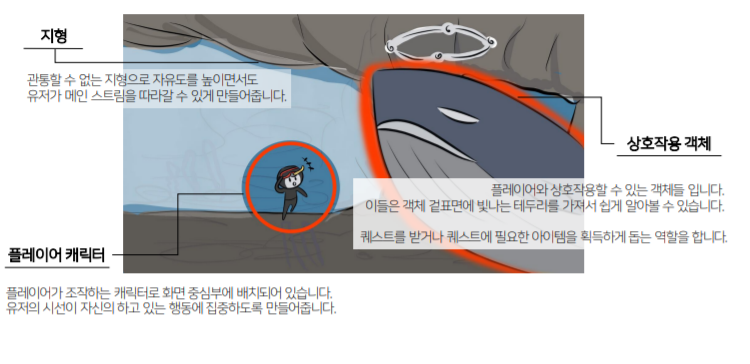 지형
관통할 수 없는 지형으로 자유도를 높이면서도
유저가 메인 스트림을 따라갈 수 있게 만들어줍니다.
상호작용 객체
플레이어와 상호작용할 수 있는 객체들 입니다.
이들은 객체 겉표면에 빛나는 테두리를 가져서 쉽게 알아볼 수 있습니다.
퀘스트를 받거나 퀘스트에 필요한 아이템을 획득하게 돕는 역할을 합니다.
플레이어 캐릭터
플레이어가 조작하는 캐릭터로 화면 중심부에 배치되어 있습니다.
유저의 시선이 자신의 하고 있는 행동에 집중하도록 만들어줍니다.